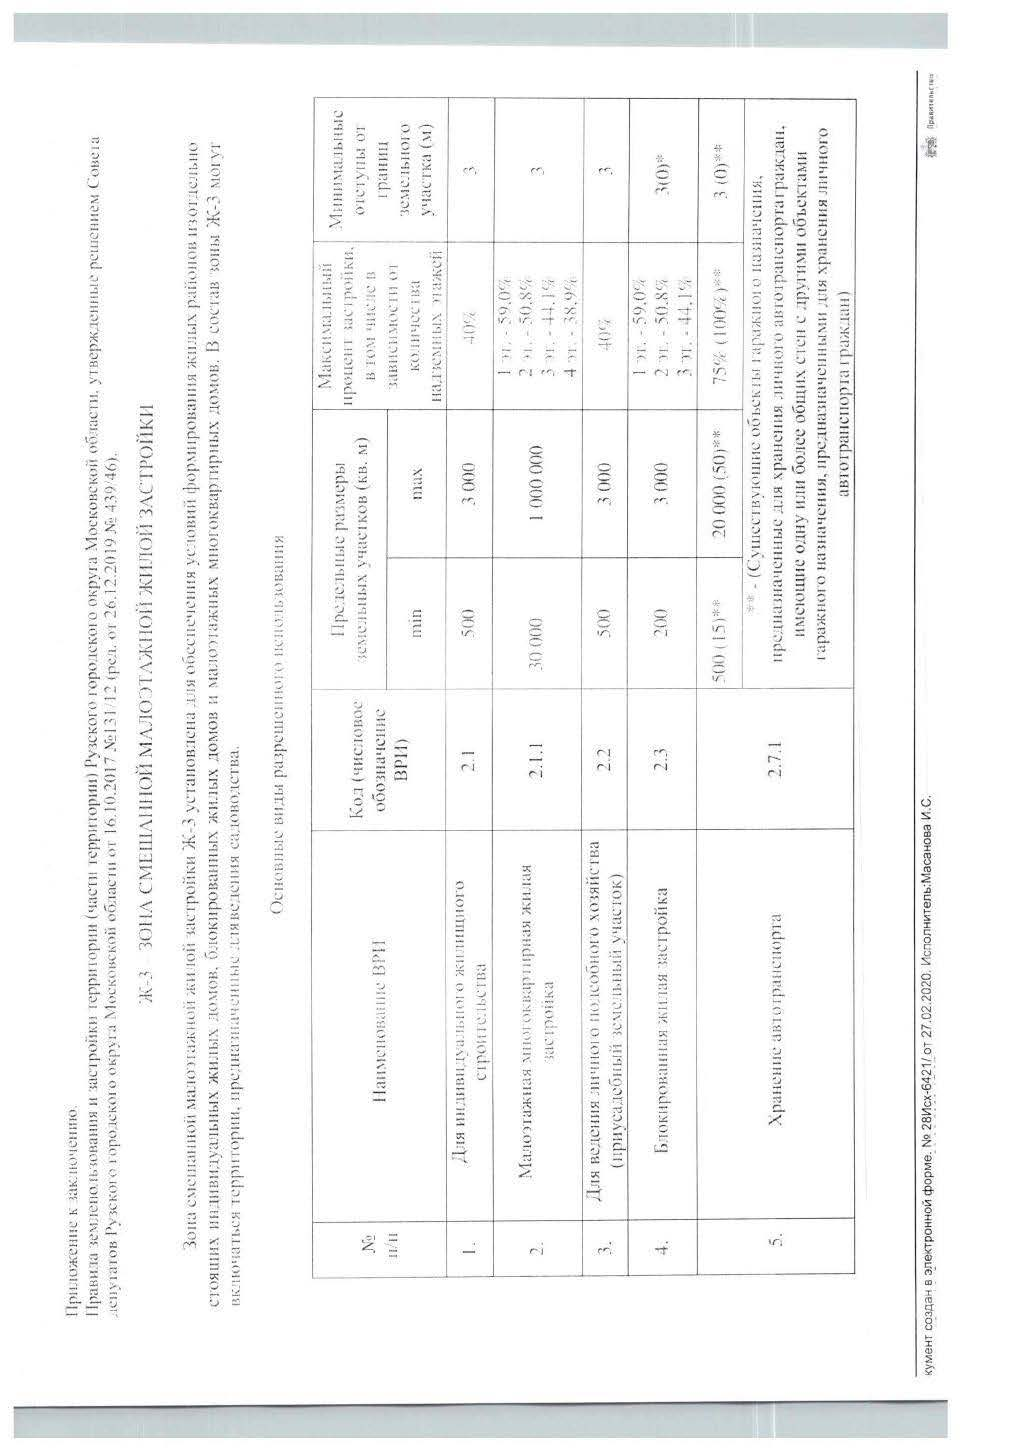 Приложение к заключению.
Правила землепользования и застройки территории (части территории) Рузского городского округа Московской области, утвержденные решением Совета
депутатов Рузского городского округа Московской области от 16.10.2017 №131/12 (ред. от 26.12.2019 № 439/46).
Ж-3 – ЗОНА СМЕШАННОЙ МАЛОЭТАЖНОЙ ЖИЛОЙ ЗАСТРОЙКИ
Зона смешанной малоэтажной жилой застройки Ж-3 установлена для обеспечения условий формирования жилых районов из отдельно
стоящих индивидуальных жилых домов, блокированных жилых домов и малоэтажных многоквартирных домов. В состав зоны Ж-3 могут
включаться территории, предназначенные для ведения садоводства.
Основные виды разрешенного использования
№
п/п
Наименование ВРИ
Код (числовое
обозначение
ВРИ)
Предельные размеры
земельных участков (кв. м)
min
max
Максимальный
процент застройки,
в том числе в
зависимости от
количества
надземных этажей
Минимальные
отступы от
границ
земельного
участка (м)
1.
Для индивидуального жилищного
строительства
2.1
500
3 000
40%
3
2.
Малоэтажная многоквартирная жилая
застройка
2.1.1
30 000
1 000 000
1 эт. - 59,0%
2 эт. - 50,8%
3 эт. - 44,1%
4 эт. - 38,9%
3
3.
Для ведения личного подсобного хозяйства
(приусадебный земельный участок)
2.2
500
3 000
40%
3
4.
Блокированная жилая застройка
2.3
200
3 000
1 эт. - 59,0%
2 эт. - 50,8%
3 эт. - 44,1%
3(0)*
5.
Хранение автотранспорта
2.7.1
500 (15)**
20 000 (50)**
75% (100%)**
3 (0)**
** - (Существующие объекты гаражного назначения,
предназначенные для хранения личного автотранспорта граждан,
имеющие одну или более общих стен с другими объектами
гаражного назначения, предназначенными для хранения личного
автотранспорта граждан)
кумент создан в электронной форме. № 28Исх-6421/ от 27.02.2020. Исполнитель:Масанова И.С.
Правительство